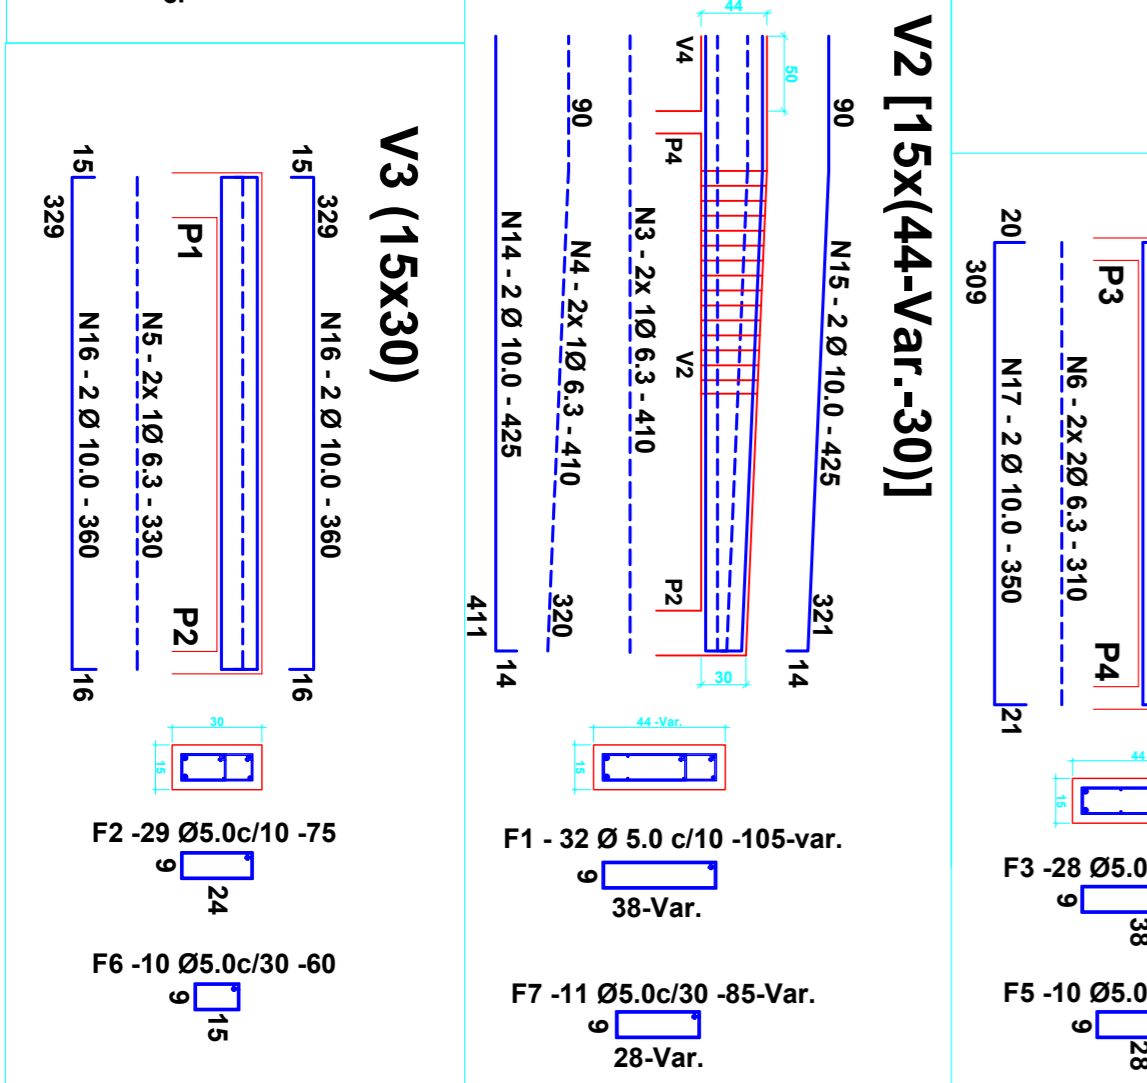 V3 (15x30)
15
329
N16 - 2 Ø 10.0 - 360
16
P1
P2
N5 - 2x 1Ø 6.3 - 330
15
329
N16 - 2 Ø 10.0 - 360
16
30
15
F2 -29 Ø5.0c/10 -75
9
24
F6 -10 Ø5.0c/30 -60
9
15
V2 [15x(44-Var.-30)]
90
N15 - 2 Ø 10.0 - 425
321
14
44
50
V4
P4
V2
P2
30
N3 - 2x 1Ø 6.3 - 410
90
N4 - 2x 1Ø 6.3 - 410
320
N14 - 2 Ø 10.0 - 425
411
14
44 -Var.
15
F1 - 32 Ø 5.0 c/10 -105-var.
9
38-Var.
F7 -11 Ø5.0c/30 -85-Var.
9
28-Var.
P3
P4
N6 - 2x 2Ø 6.3 - 310
20
309
N17 - 2 Ø 10.0 - 350
21
44
15
F3 -28 Ø5.0
9
38
F5 -10 Ø5.0
9
28